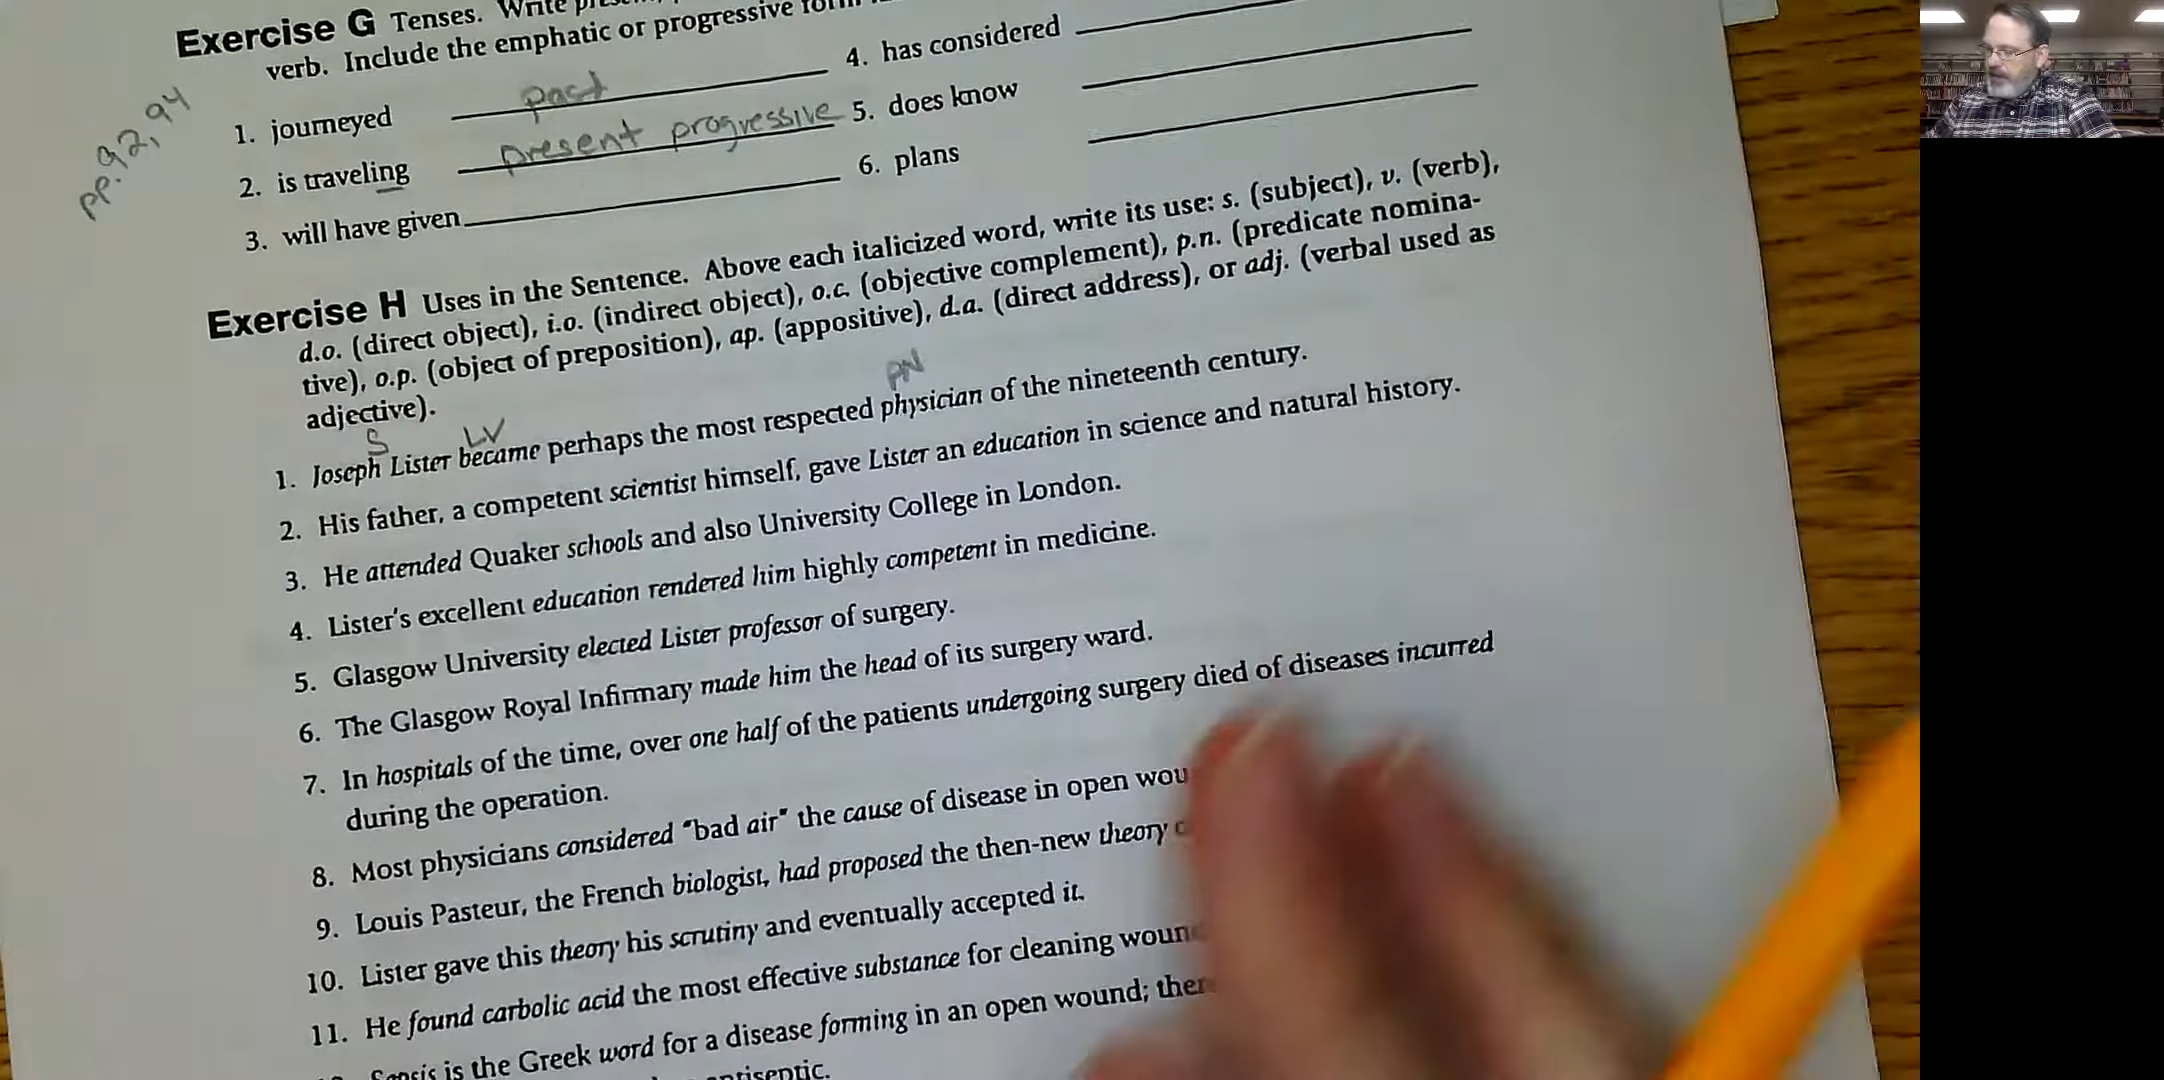 Exercise G Tenses. Write
verb. Include the emphatic or progressive
pp. 92, 94
1. journeyed past
2. is traveling present progressive
3. will have given
4. has considered
5. does know
6. plans
Exercise H Uses in the Sentence. Above each italicized word, write its use: s. (subject), v. (verb),
d.o. (direct object), i.o. (indirect object), o.c. (objective complement), p.n. (predicate nomina-
tive), o.p. (object of preposition), ap. (appositive), d.a. (direct address), or adj. (verbal used as
adjective).
S LV PN
1. Joseph Lister became perhaps the most respected physician of the nineteenth century.
2. His father, a competent scientist himself, gave Lister an education in science and natural history.
3. He attended Quaker schools and also University College in London.
4. Lister's excellent education rendered him highly competent in medicine.
5. Glasgow University elected Lister professor of surgery.
6. The Glasgow Royal Infirmary made him the head of its surgery ward.
7. In hospitals of the time, over one half of the patients undergoing surgery died of diseases incurred
during the operation.
8. Most physicians considered "bad air" the cause of disease in open wou
9. Louis Pasteur, the French biologist, had proposed the then-new theory
10. Lister gave this theory his scrutiny and eventually accepted it.
11. He found carbolic acid the most effective substance for cleaning woun
Sepsis is the Greek word for a disease forming in an open wound; ther
antiseptic.